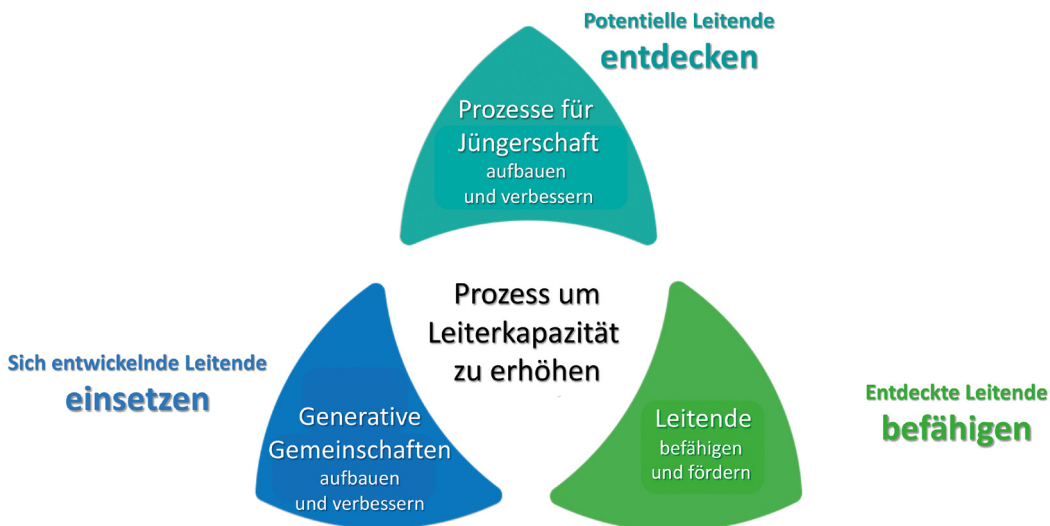 Potentielle Leitende
entdecken
Prozesse für
Jüngerschaft
aufbauen
und verbessern
Prozess um
Leiterkapazität
zu erhöhen
Sich entwickelnde Leitende
einsetzen
Generative
Gemeinschaften
aufbauen
und verbessern
Leitende
befähigen
und fördern
Entdeckte Leitende
befähigen